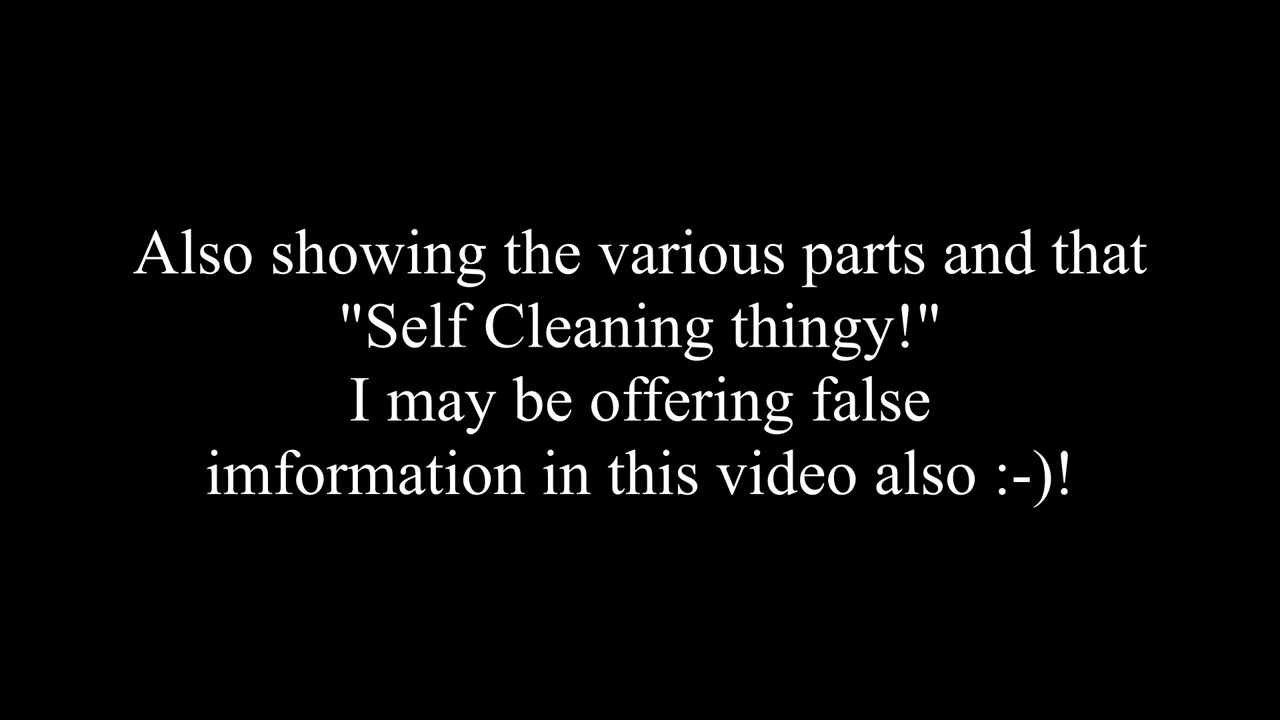 Also showing the various parts and that
"Self Cleaning thingy!"
I may be offering false
imformation in this video also :-)!